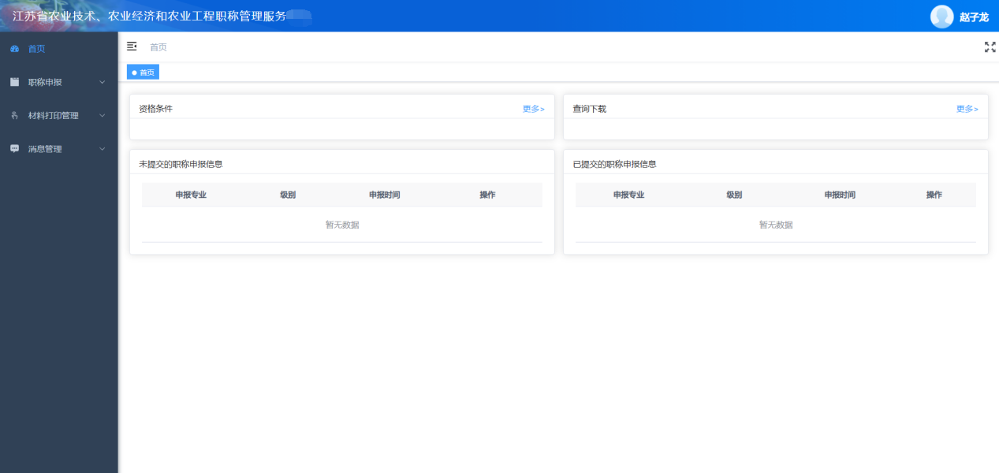 江苏省农业技术、农业经济和农业工程职称管理服务
赵子龙
首页
职称申报
材料打印管理
消息管理
首页
首页
资格条件 更多>
查询下载 更多>
未提交的职称申报信息
申报专业 级别 申报时间 操作
暂无数据
已提交的职称申报信息
申报专业 级别 申报时间 操作
暂无数据